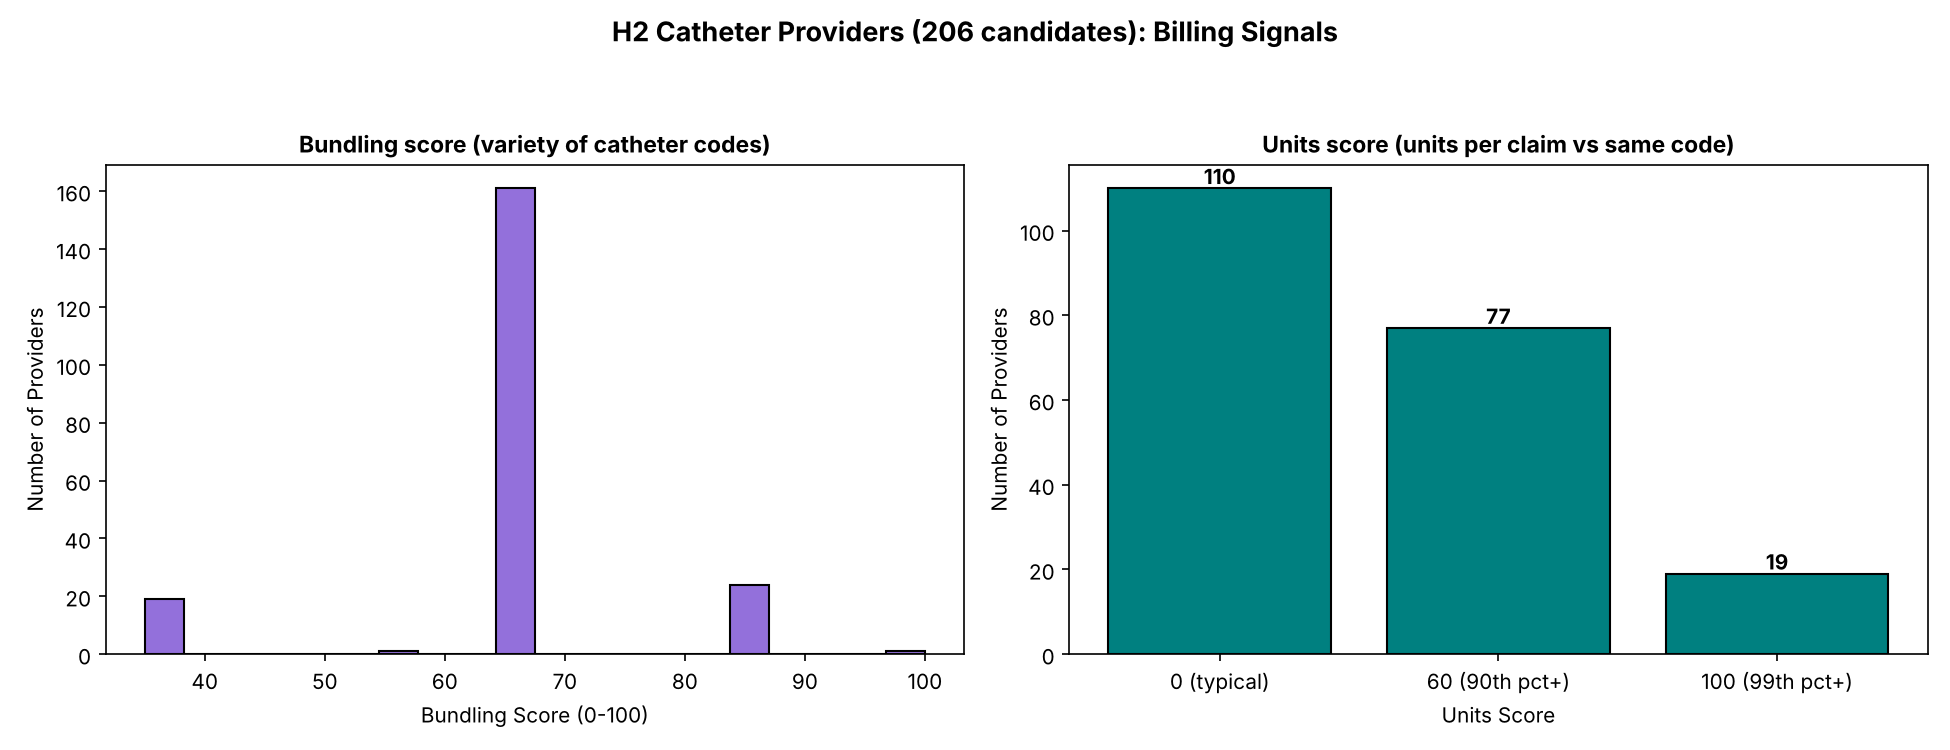 H2 Catheter Providers (206 candidates): Billing Signals
Bundling score (variety of catheter codes)
Number of Providers
160
140
120
100
80
60
40
20
0
40 50 60 70 80 90 100
Bundling Score (0-100)
Units score (units per claim vs same code)
Number of Providers
100
80
60
40
20
0
110
77
19
0 (typical) 60 (90th pct+) 100 (99th pct+)
Units Score